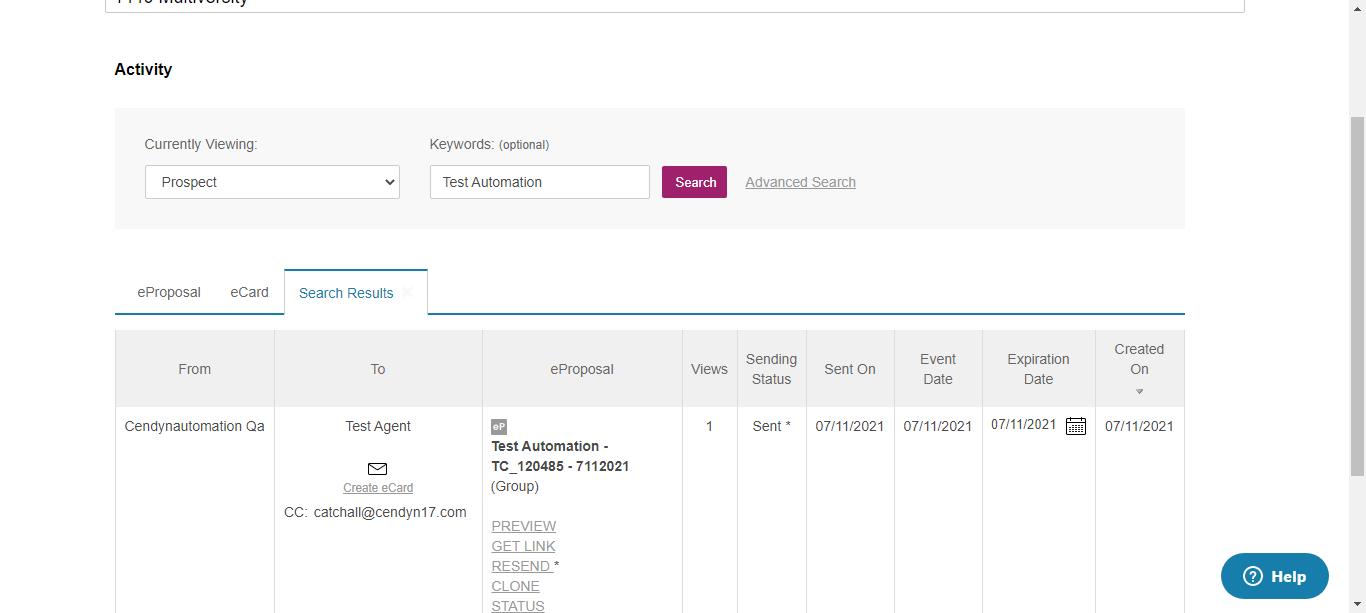 Activity
Currently Viewing:
Keywords: (optional)
Prospect
Test Automation
Search
Advanced Search
eProposal
eCard
Search Results
From
To
eProposal
Views
Sending
Status
Sent On
Event
Date
Expiration
Date
Created
On
Cendynautomation Qa
Test Agent
Create eCard
CC: catchall@cendyn17.com
eP
Test Automation -
TC_120485 - 7112021
(Group)
PREVIEW
GET LINK
RESEND *
CLONE
STATUS
1
Sent *
07/11/2021
07/11/2021
07/11/2021
07/11/2021
Help